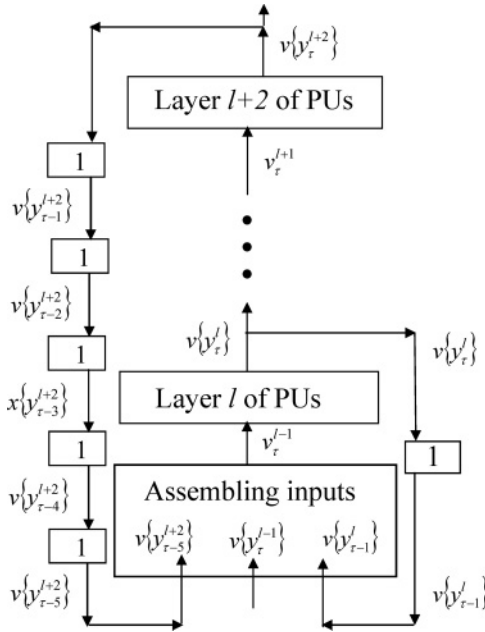 v{y_τ^{l+2}}
Layer l+2 of PUs
v_τ^{l+1}
1
v{y_{τ-1}^{l+2}}
1
v{y_{τ-2}^{l+2}}
1
x{y_{τ-3}^{l+2}}
1
v{y_{τ-4}^{l+2}}
1
v{y_{τ-5}^{l+2}}
v{y_τ^l}
v{y_τ^l}
Layer l of PUs
v_τ^{l-1}
1
Assembling inputs
v{y_{τ-5}^{l+2}} v{y_τ^{l-1}} v{y_{τ-1}^l}
v{y_{τ-1}^l}